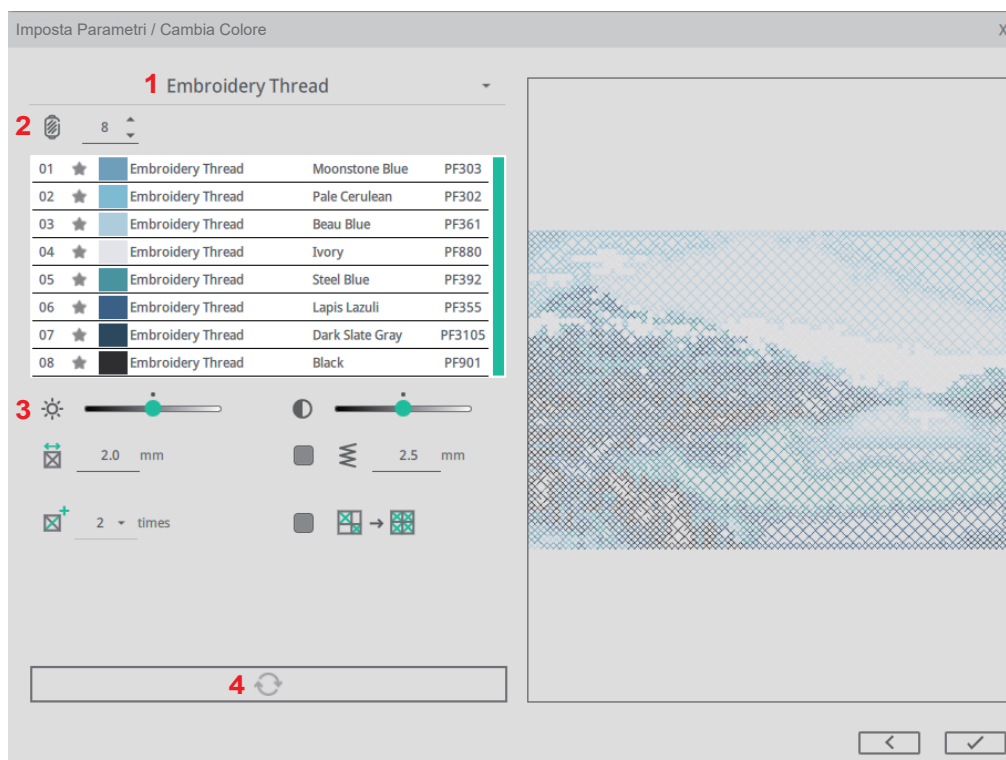 Imposta Parametri / Cambia Colore X
1 Embroidery Thread
2 8
01 Embroidery Thread Moonstone Blue PF303
02 Embroidery Thread Pale Cerulean PF302
03 Embroidery Thread Beau Blue PF361
04 Embroidery Thread Ivory PF880
05 Embroidery Thread Steel Blue PF392
06 Embroidery Thread Lapis Lazuli PF355
07 Embroidery Thread Dark Slate Gray PF3105
08 Embroidery Thread Black PF901
3
2.0 mm 2.5 mm
2 times
4